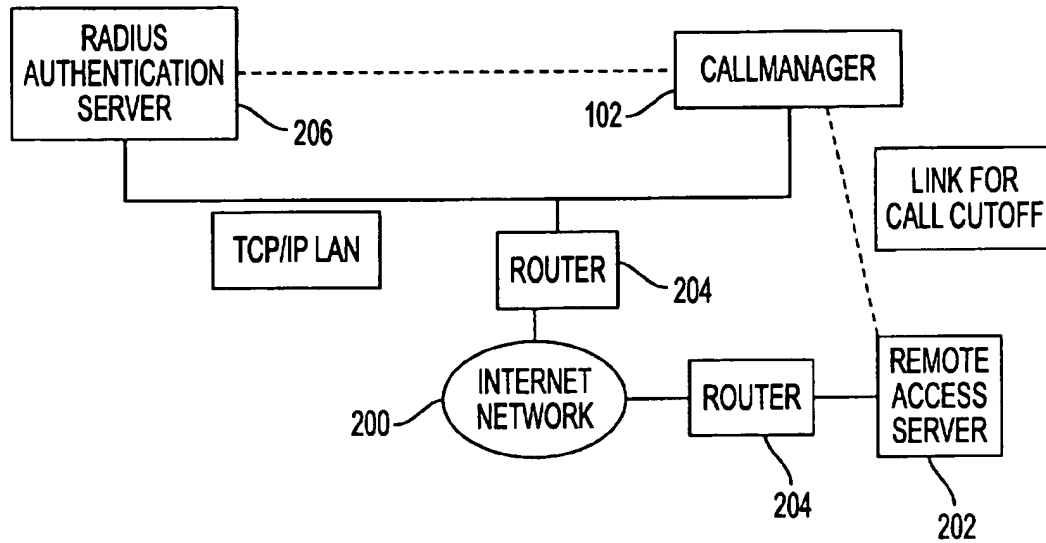 RADIUS
AUTHENTICATION
SERVER
206
CALLMANAGER
102
LINK FOR
CALL CUTOFF
TCP/IP LAN
ROUTER
204
INTERNET
NETWORK
200
ROUTER
204
REMOTE
ACCESS
SERVER
202